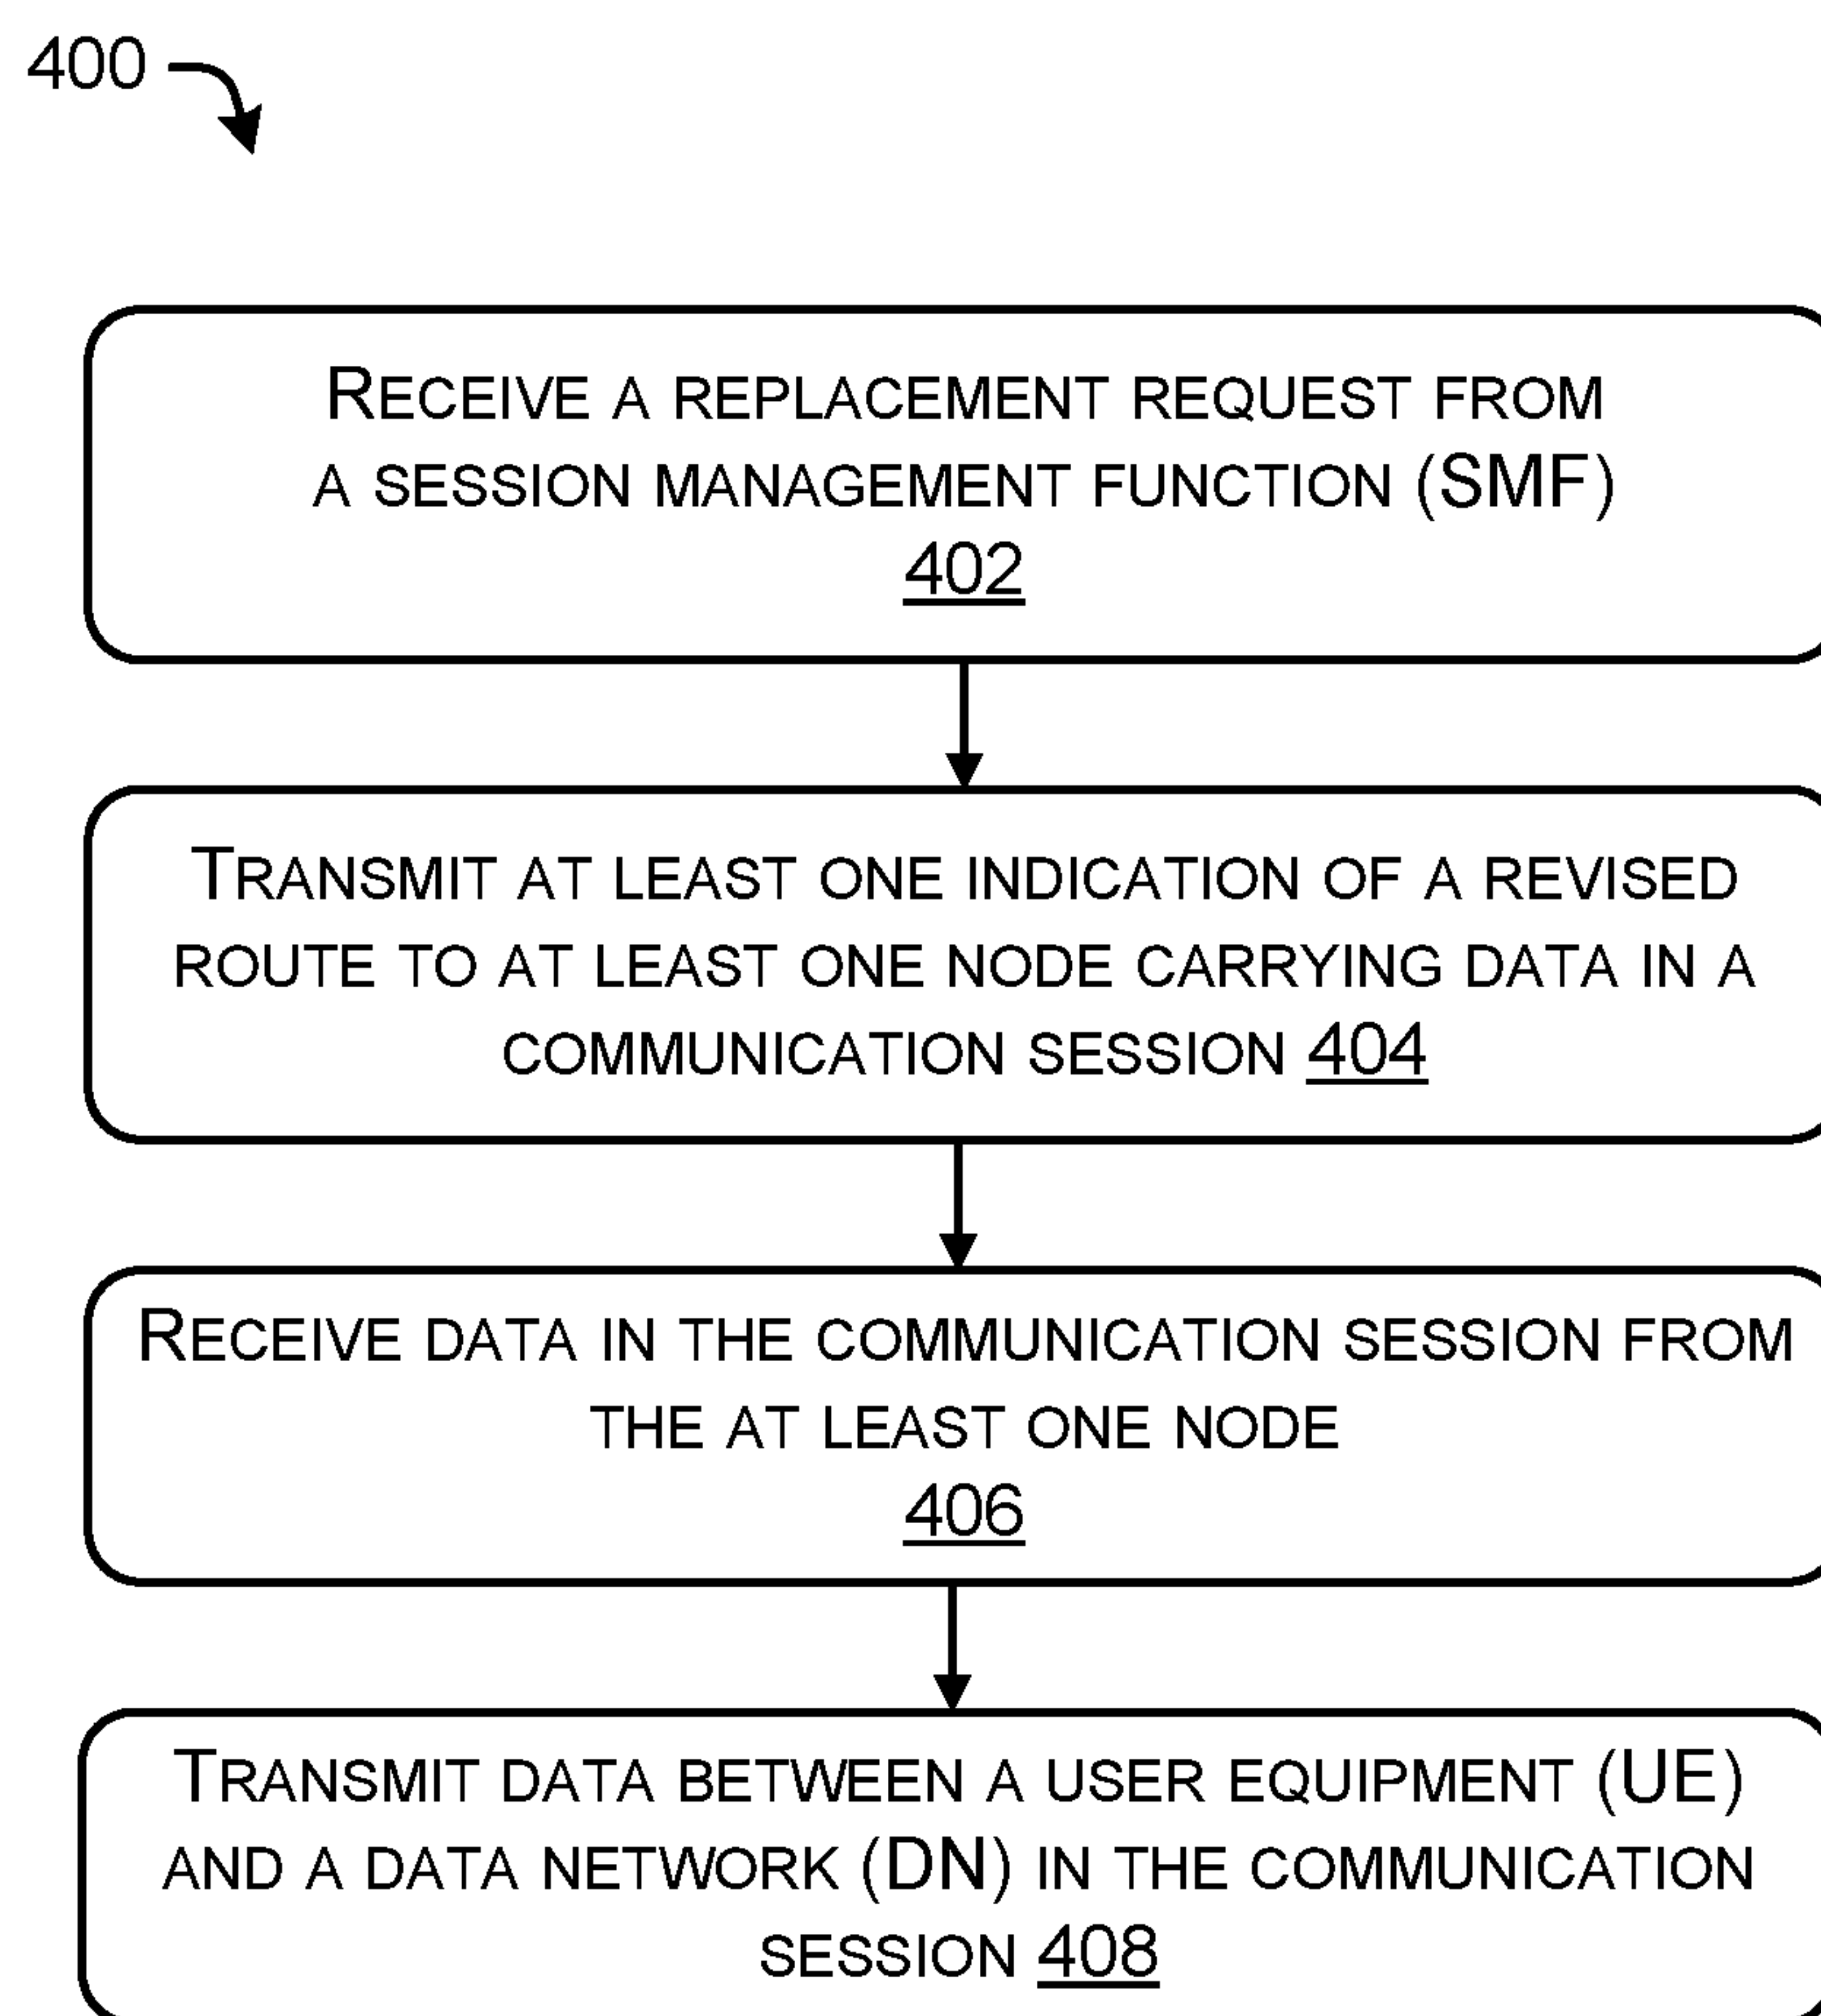 400
RECEIVE A REPLACEMENT REQUEST FROM
A SESSION MANAGEMENT FUNCTION (SMF)
402
TRANSMIT AT LEAST ONE INDICATION OF A REVISED
ROUTE TO AT LEAST ONE NODE CARRYING DATA IN A
COMMUNICATION SESSION 404
RECEIVE DATA IN THE COMMUNICATION SESSION FROM
THE AT LEAST ONE NODE
406
TRANSMIT DATA BETWEEN A USER EQUIPMENT (UE)
AND A DATA NETWORK (DN) IN THE COMMUNICATION
SESSION 408